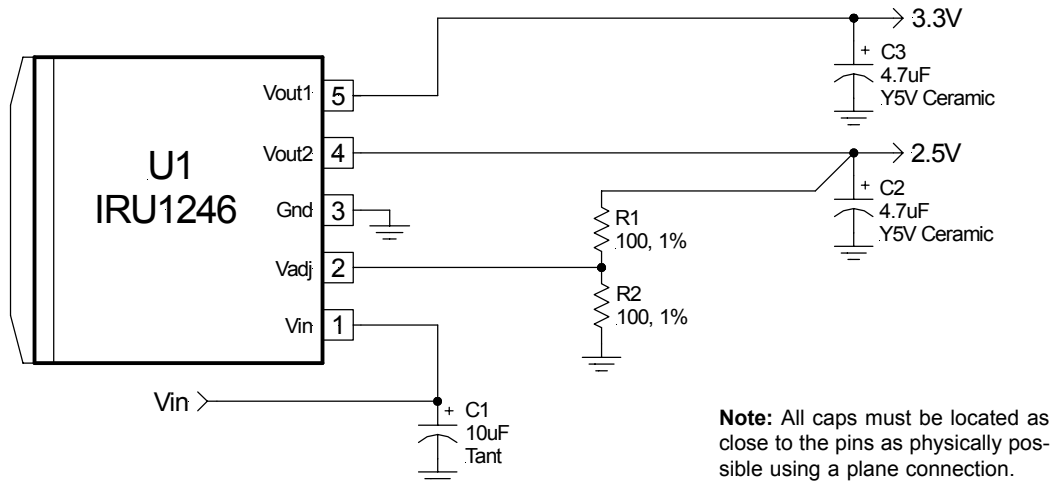 3.3V
C3
+
4.7uF
Y5V Ceramic
Vout1
5
Vout2
4
2.5V
U1
IRU1246
C2
+
4.7uF
Y5V Ceramic
Gnd
3
R1
100, 1%
Vadj
2
R2
100, 1%
Vin
1
Vin
C1
+
10uF
Tant
Note: All caps must be located as
close to the pins as physically pos-
sible using a plane connection.